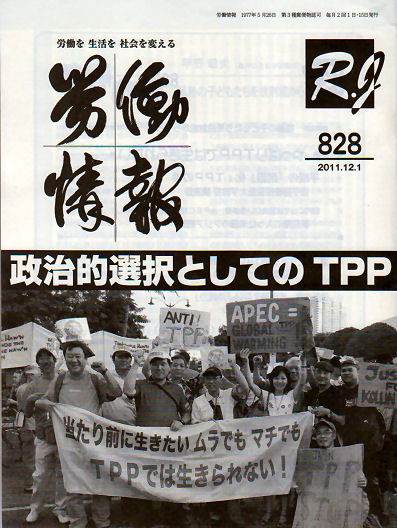 労働情報 1977年5月26日 第3種郵便物認可 毎月2回1日・15日発行
労働を 生活を 社会を変える
労働
情報
R.J
828
2011.12.1
政治的選択としてのTPP
ANTI!
TPP
APEC =
GLOBAL
WARMING
JUS
FOR
当たり前に生きたい ムラでも マチでも
TPPでは生きられない!
TPP